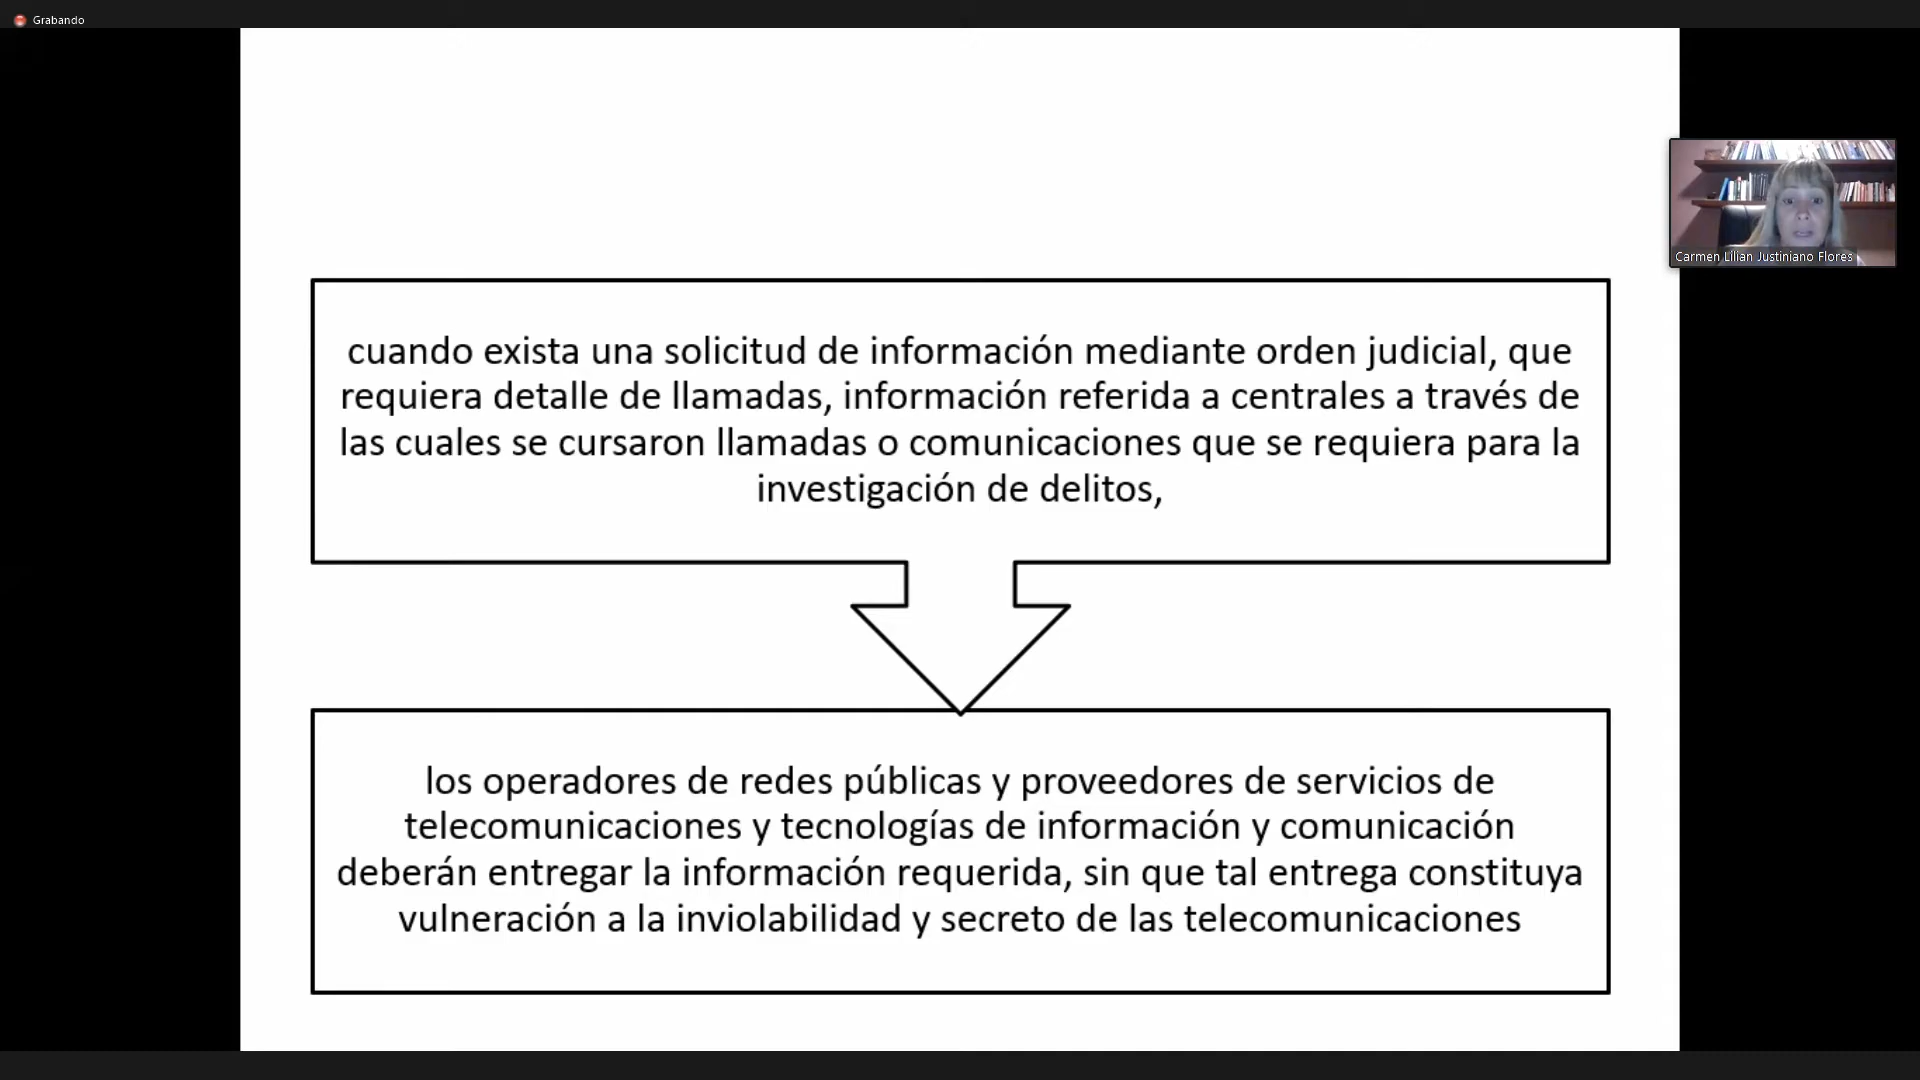 Grabando
Carmen Lilian Justiniano Flores
cuando exista una solicitud de información mediante orden judicial, que
requiera detalle de llamadas, información referida a centrales a través de
las cuales se cursaron llamadas o comunicaciones que se requiera para la
investigación de delitos,
los operadores de redes públicas y proveedores de servicios de
telecomunicaciones y tecnologías de información y comunicación
deberán entregar la información requerida, sin que tal entrega constituya
vulneración a la inviolabilidad y secreto de las telecomunicaciones